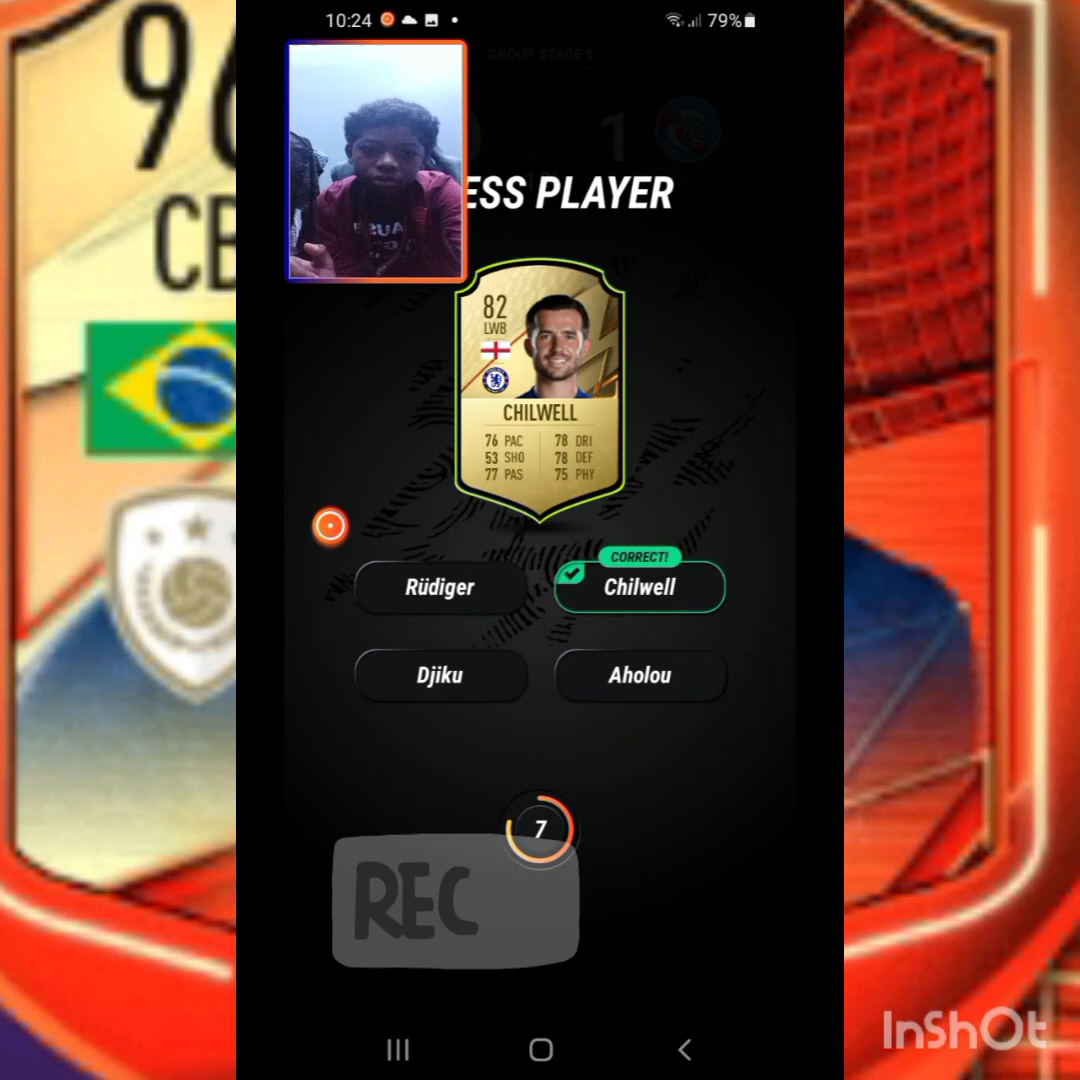 96
CB
10:24
79%
GROUP STAGE 5
1
ESS PLAYER
82
LWB
CHILWELL
76 PAC 78 DRI
53 SHO 78 DEF
77 PAS 75 PHY
CORRECT!
Rüdiger
Chilwell
Djiku
Aholou
7
REC
InShOt